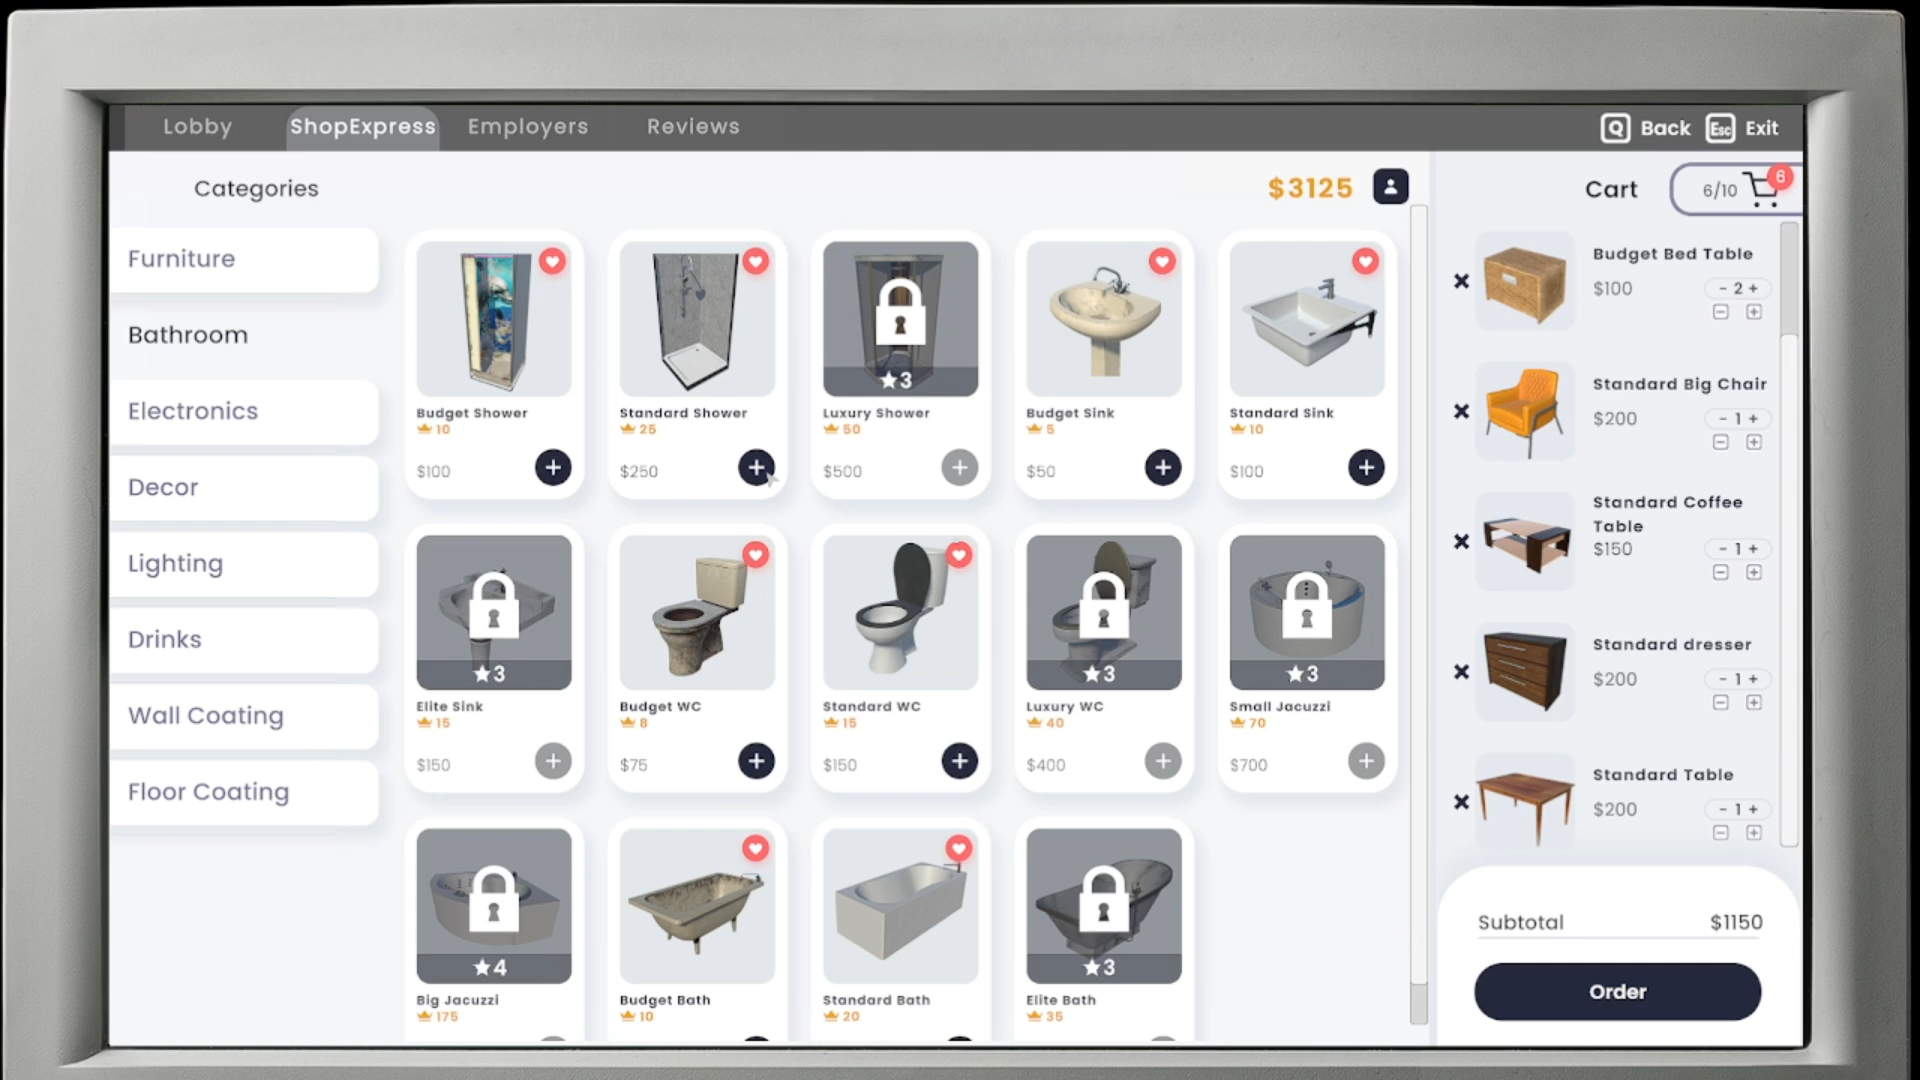 Lobby
ShopExpress
Employers
Reviews
Q Back Esc Exit
Categories
$3125
Cart
6/10
6
Furniture
Bathroom
Electronics
Decor
Lighting
Drinks
Wall Coating
Floor Coating
Budget Shower
10
$100
Standard Shower
25
$250
3
Luxury Shower
50
$500
Budget Sink
5
$50
Standard Sink
10
$100
3
Elite Sink
15
$150
Budget WC
8
$75
Standard WC
15
$150
3
Luxury WC
40
$400
3
Small Jacuzzi
70
$700
4
Big Jacuzzi
175
Budget Bath
10
Standard Bath
20
3
Elite Bath
35
Budget Bed Table
$100
- 2 +
Standard Big Chair
$200
- 1 +
Standard Coffee
Table
$150
- 1 +
Standard dresser
$200
- 1 +
Standard Table
$200
- 1 +
Subtotal $1150
Order